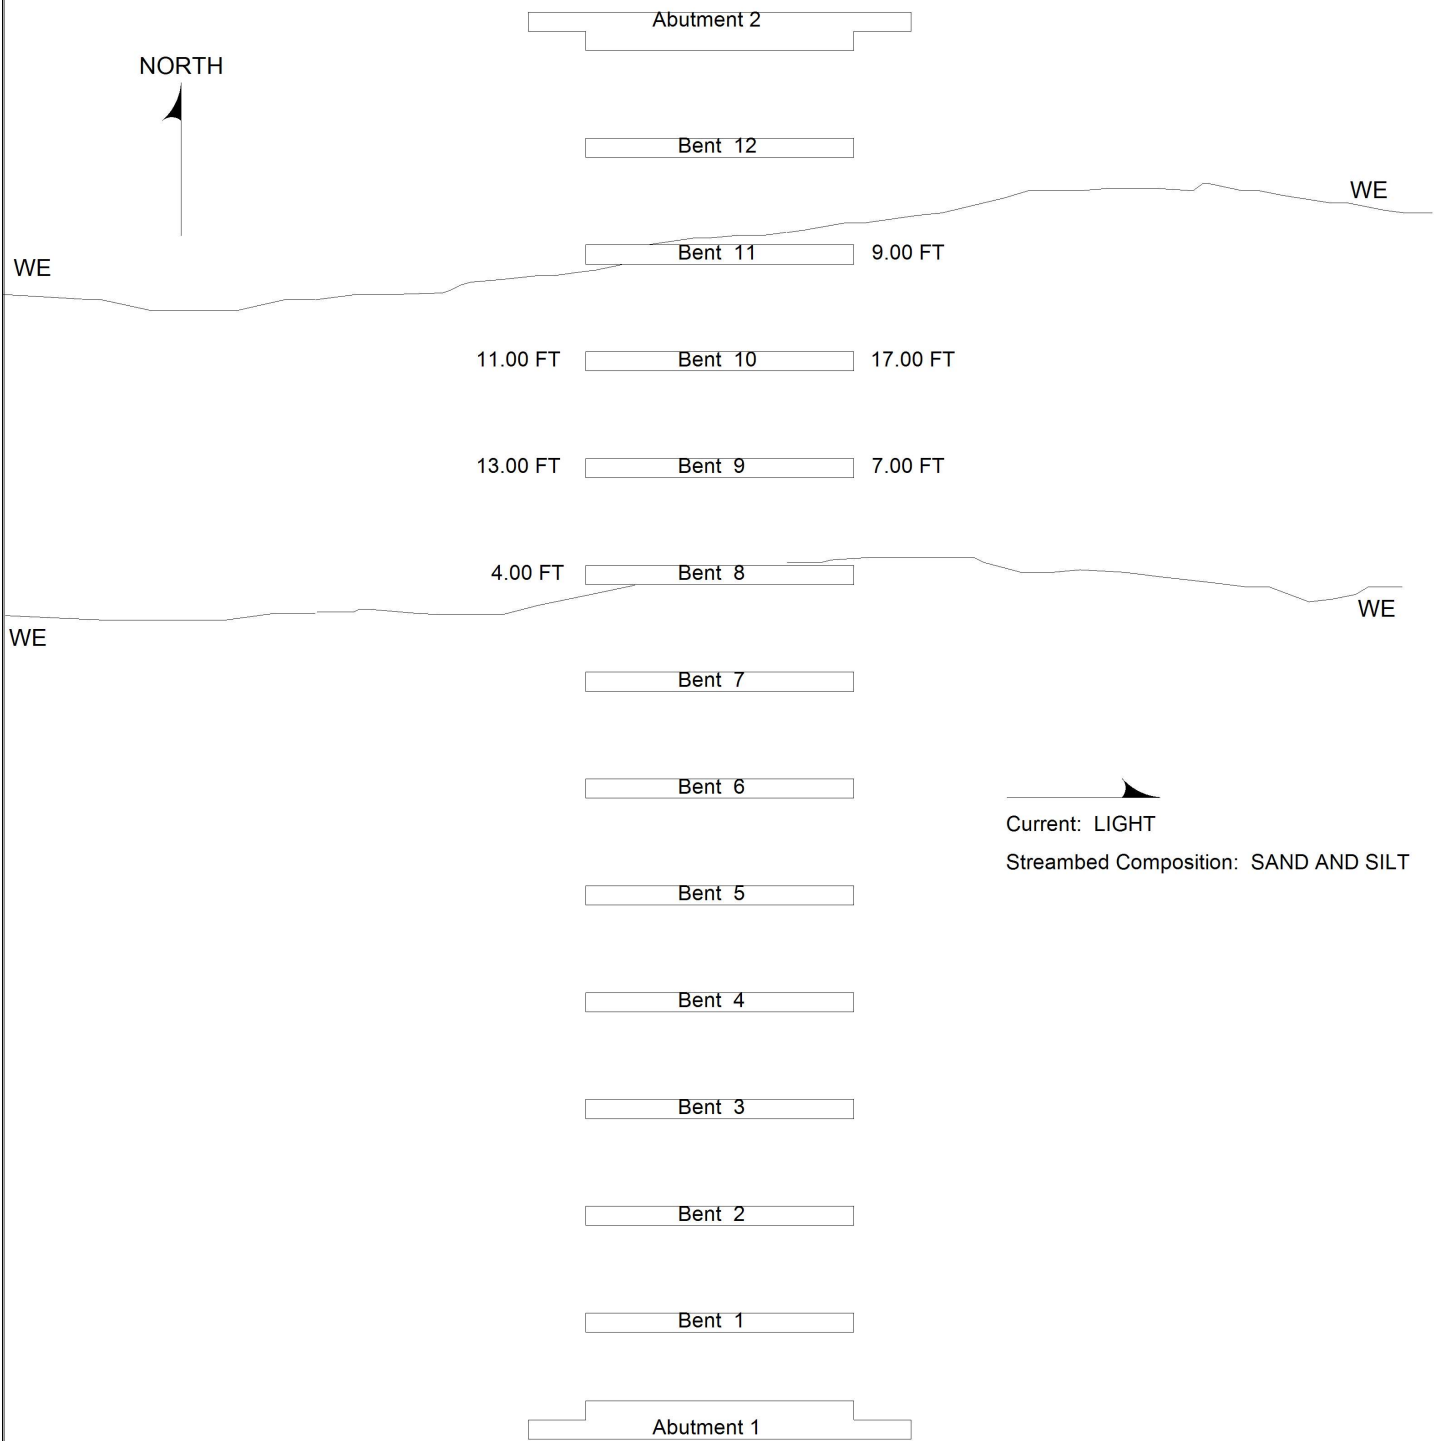 Abutment 2
NORTH
Bent 12
WE
WE
Bent 11 9.00 FT
11.00 FT Bent 10 17.00 FT
13.00 FT Bent 9 7.00 FT
4.00 FT Bent 8
WE
WE
Bent 7
Bent 6
Current: LIGHT
Streambed Composition: SAND AND SILT
Bent 5
Bent 4
Bent 3
Bent 2
Bent 1
Abutment 1